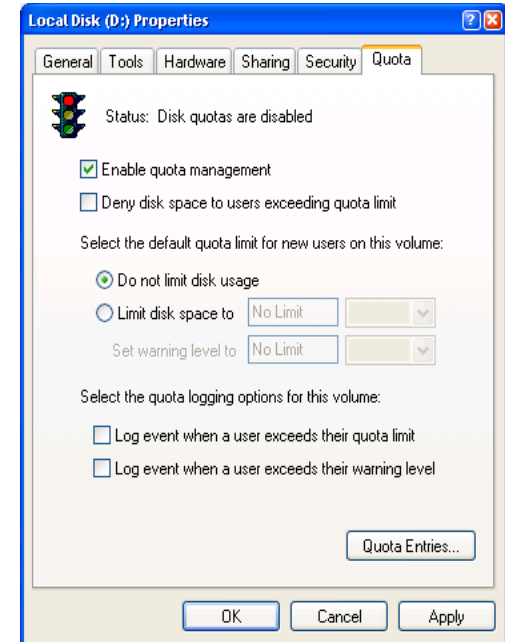 Local Disk (D:) Properties
General Tools Hardware Sharing Security Quota
Status: Disk quotas are disabled
Enable quota management
Deny disk space to users exceeding quota limit
Select the default quota limit for new users on this volume:
Do not limit disk usage
Limit disk space to No Limit
Set warning level to No Limit
Select the quota logging options for this volume:
Log event when a user exceeds their quota limit
Log event when a user exceeds their warning level
Quota Entries...
OK Cancel Apply